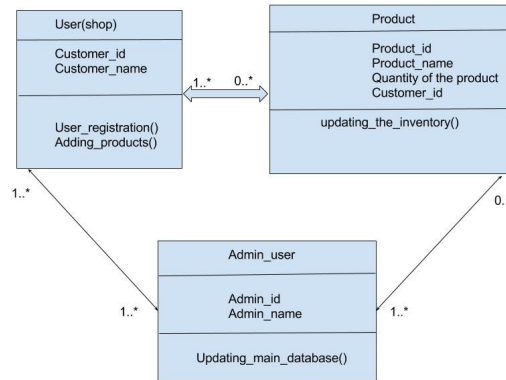 User(shop)
Customer_id
Customer_name
User_registration()
Adding_products()
1..*
0..*
Product
Product_id
Product_name
Quantity of the product
Customer_id
updating_the_inventory()
1..*
0..
Admin_user
1..*
1..*
Admin_id
Admin_name
Updating_main_database()